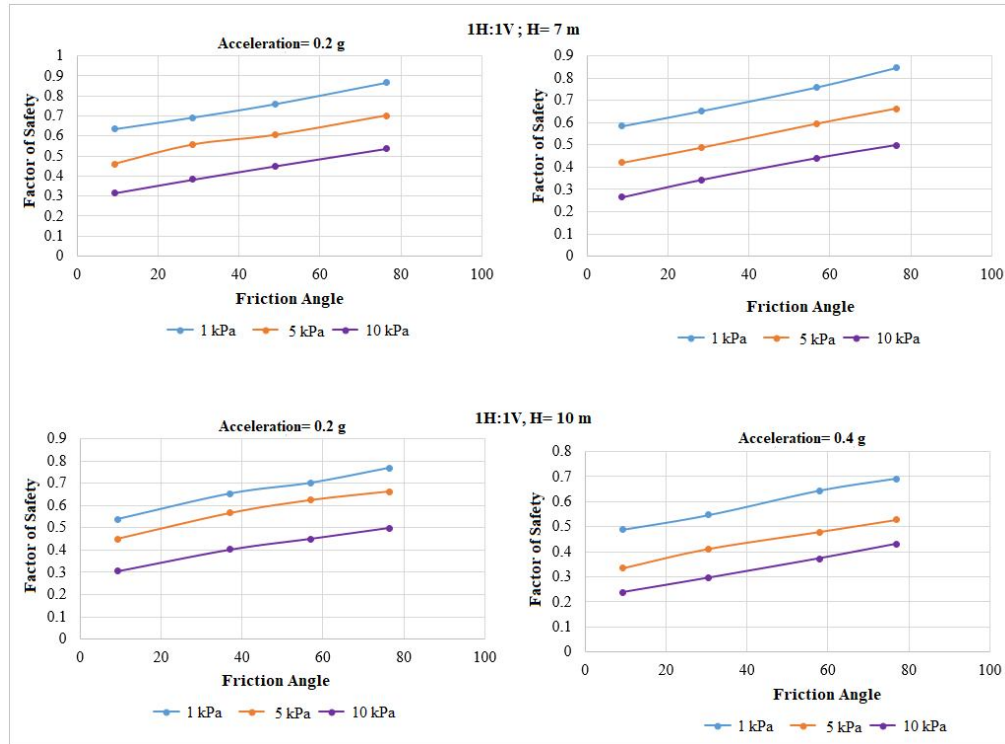 1H:1V ; H= 7 m
Acceleration= 0.2 g
Factor of Safety
1
0.9
0.8
0.7
0.6
0.5
0.4
0.3
0.2
0.1
0
0 20 40 60 80 100
Friction Angle
1 kPa 5 kPa 10 kPa
Factor of Safety
0.9
0.8
0.7
0.6
0.5
0.4
0.3
0.2
0.1
0
0 20 40 60 80 100
Friction Angle
1 kPa 5 kPa 10 kPa
1H:1V, H= 10 m
Acceleration= 0.2 g
Factor of Safety
0.9
0.8
0.7
0.6
0.5
0.4
0.3
0.2
0.1
0
0 20 40 60 80 100
Friction Angle
1 kPa 5 kPa 10 kPa
Acceleration= 0.4 g
Factor of Safety
0.8
0.7
0.6
0.5
0.4
0.3
0.2
0.1
0
0 20 40 60 80 100
Friction Angle
1 kPa 5 kPa 10 kPa